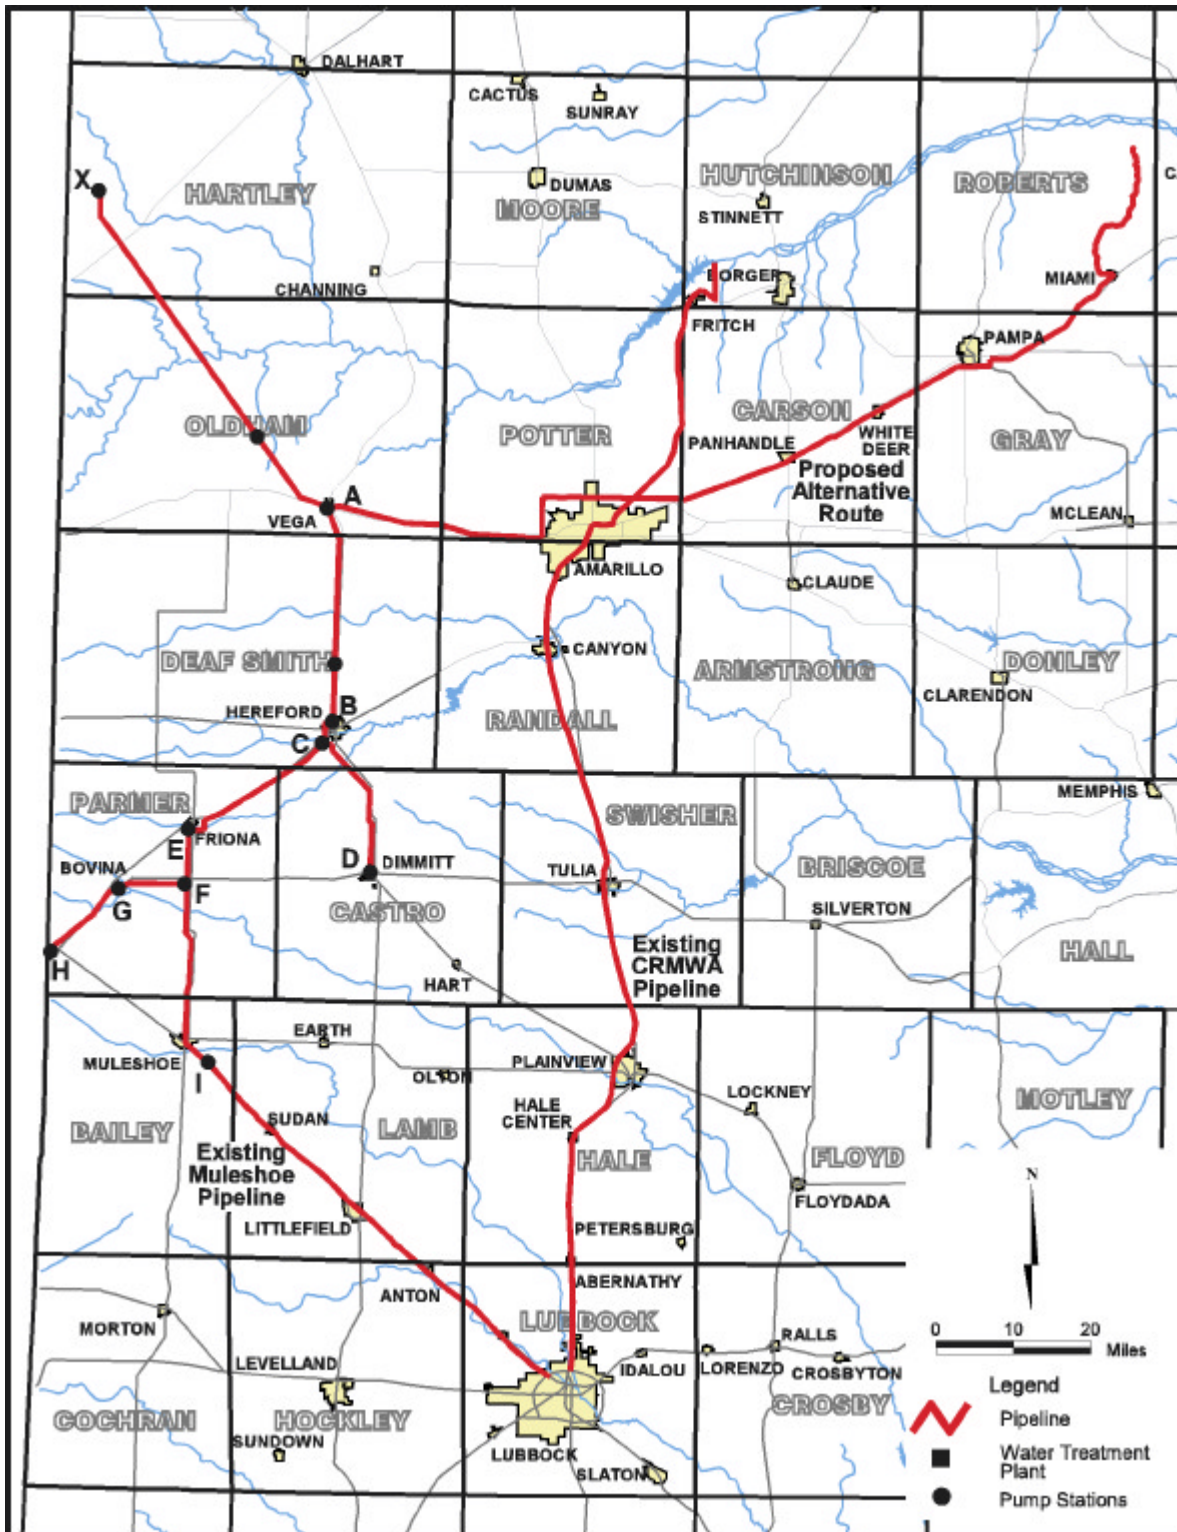 DALHART
CACTUS
SUNRAY
X
HARTLEY
DUMAS
MOORE
HUTCHINSON
STINNETT
ROBERTS
CHANNING
BORGER
MIAMI
FRITCH
PAMPA
OLDHAM
POTTER
CARSON
PANHANDLE
WHITE
DEER
GRAY
Proposed
Alternative
Route
A
VEGA
MCLEAN
AMARILLO
CLAUDE
DEAF SMITH
CANYON
ARMSTRONG
DONLEY
CLARENDON
HEREFORD
B
RANDALL
C
PARMER
SWISHER
MEMPHIS
E
FRIONA
BOVINA
D
DIMMITT
TULIA
BRISCOE
G
F
CASTRO
SILVERTON
H
HART
Existing
CRMWA
Pipeline
HALL
MULESHOE
I
EARTH
OLTON
PLAINVIEW
LOCKNEY
MOTLEY
BAILEY
SUDAN
LAMB
HALE
CENTER
HALE
FLOYD
Existing
Muleshoe
Pipeline
LITTLEFIELD
FLOYDADA
N
PETERSBURG
ANTON
ABERNATHY
MORTON
LUBBOCK
LEVELLAND
IDALOU
LORENZO
RALLS
CROSBYTON
0 10 20
Miles
COCHRAN
HOCKLEY
SUNDOWN
CROSBY
LUBBOCK
SLATON
Legend
Pipeline
Water Treatment
Plant
Pump Stations